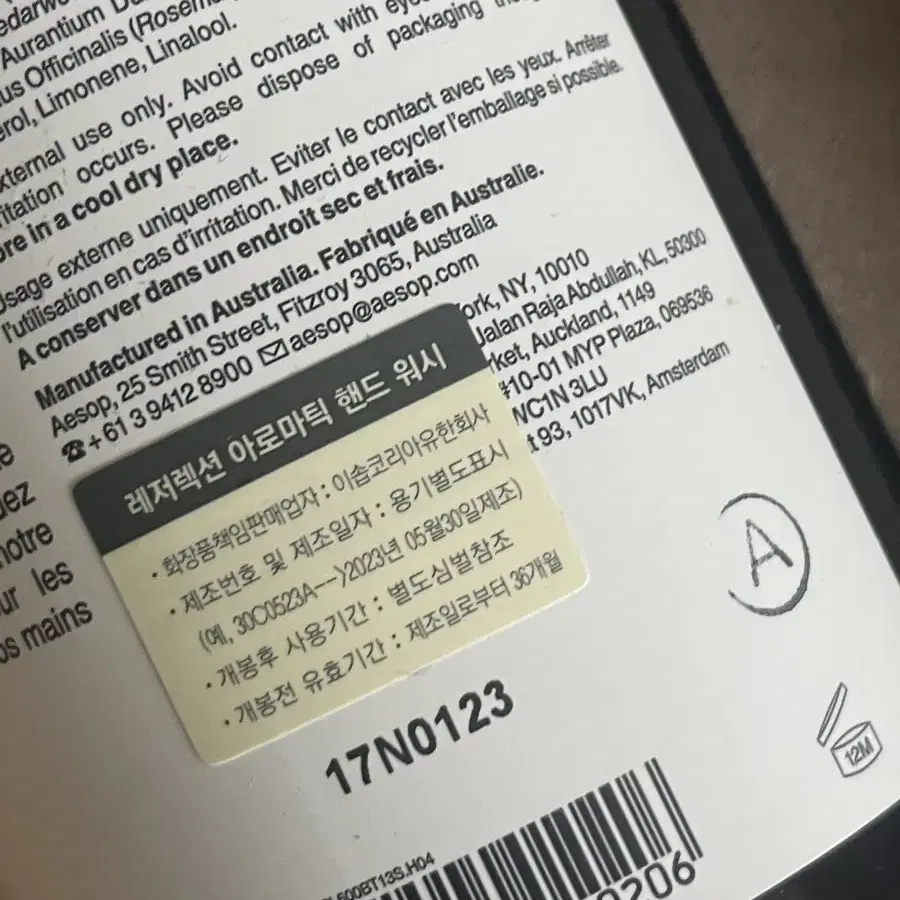 Aurantium
us Officinalis
erol, Limonene, Linalool.
external use only. Avoid contact with eye
ritation occurs. Please dispose of packaging
ore in a cool dry place.
Usage externe uniquement. Eviter le contact avec les yeux. Arrêter
l'utilisation en cas d'irritation. Merci de recycler l'emballage si possible.
A conserver dans un endroit sec et frais.
Manufactured in Australia. Fabriqué en Australie.
Aesop, 25 Smith Street, Fitzroy 3065, Australia
☎+61 3 9412 8900 ✉aesop@aesop.com
ork, NY, 10010
Jalan Raja Abdullah, KL, 50300
rket, Auckland, 1149
#10-01 MYP Plaza, 069536
WC1N 3LU
t 93, 1017VK, Amsterdam
e
dez
notre
ur les
os mains
레저렉션 아로마틱 핸드 워시
• 화장품책임판매업자 : 이솝코리아유한회사
• 제조번호 및 제조일자 : 용기별도표시
(예, 30C0523A--->2023년 05월30일제조)
• 개봉후 사용기간 : 별도심벌참조
• 개봉전 유효기간 : 제조일로부터 36개월
A
12M
17N0123
500BT13S.H04
0206